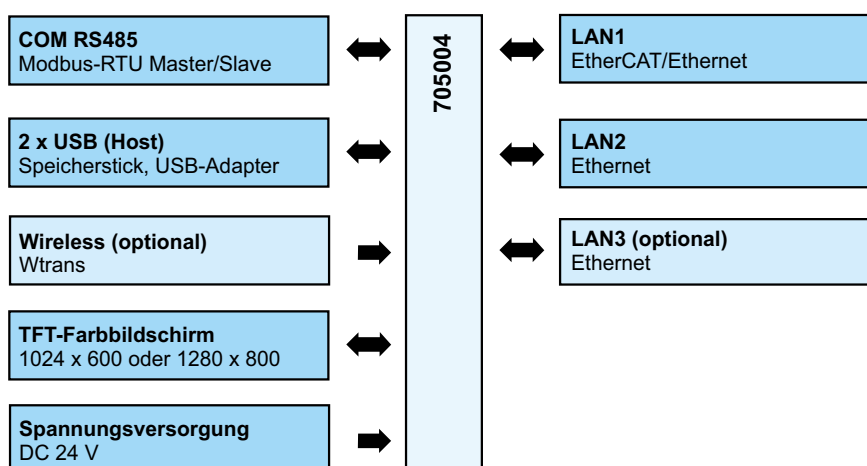 COM RS485
Modbus-RTU Master/Slave
2 x USB (Host)
Speicherstick, USB-Adapter
Wireless (optional)
Wtrans
TFT-Farbbildschirm
1024 x 600 oder 1280 x 800
Spannungsversorgung
DC 24 V
705004
LAN1
EtherCAT/Ethernet
LAN2
Ethernet
LAN3 (optional)
Ethernet